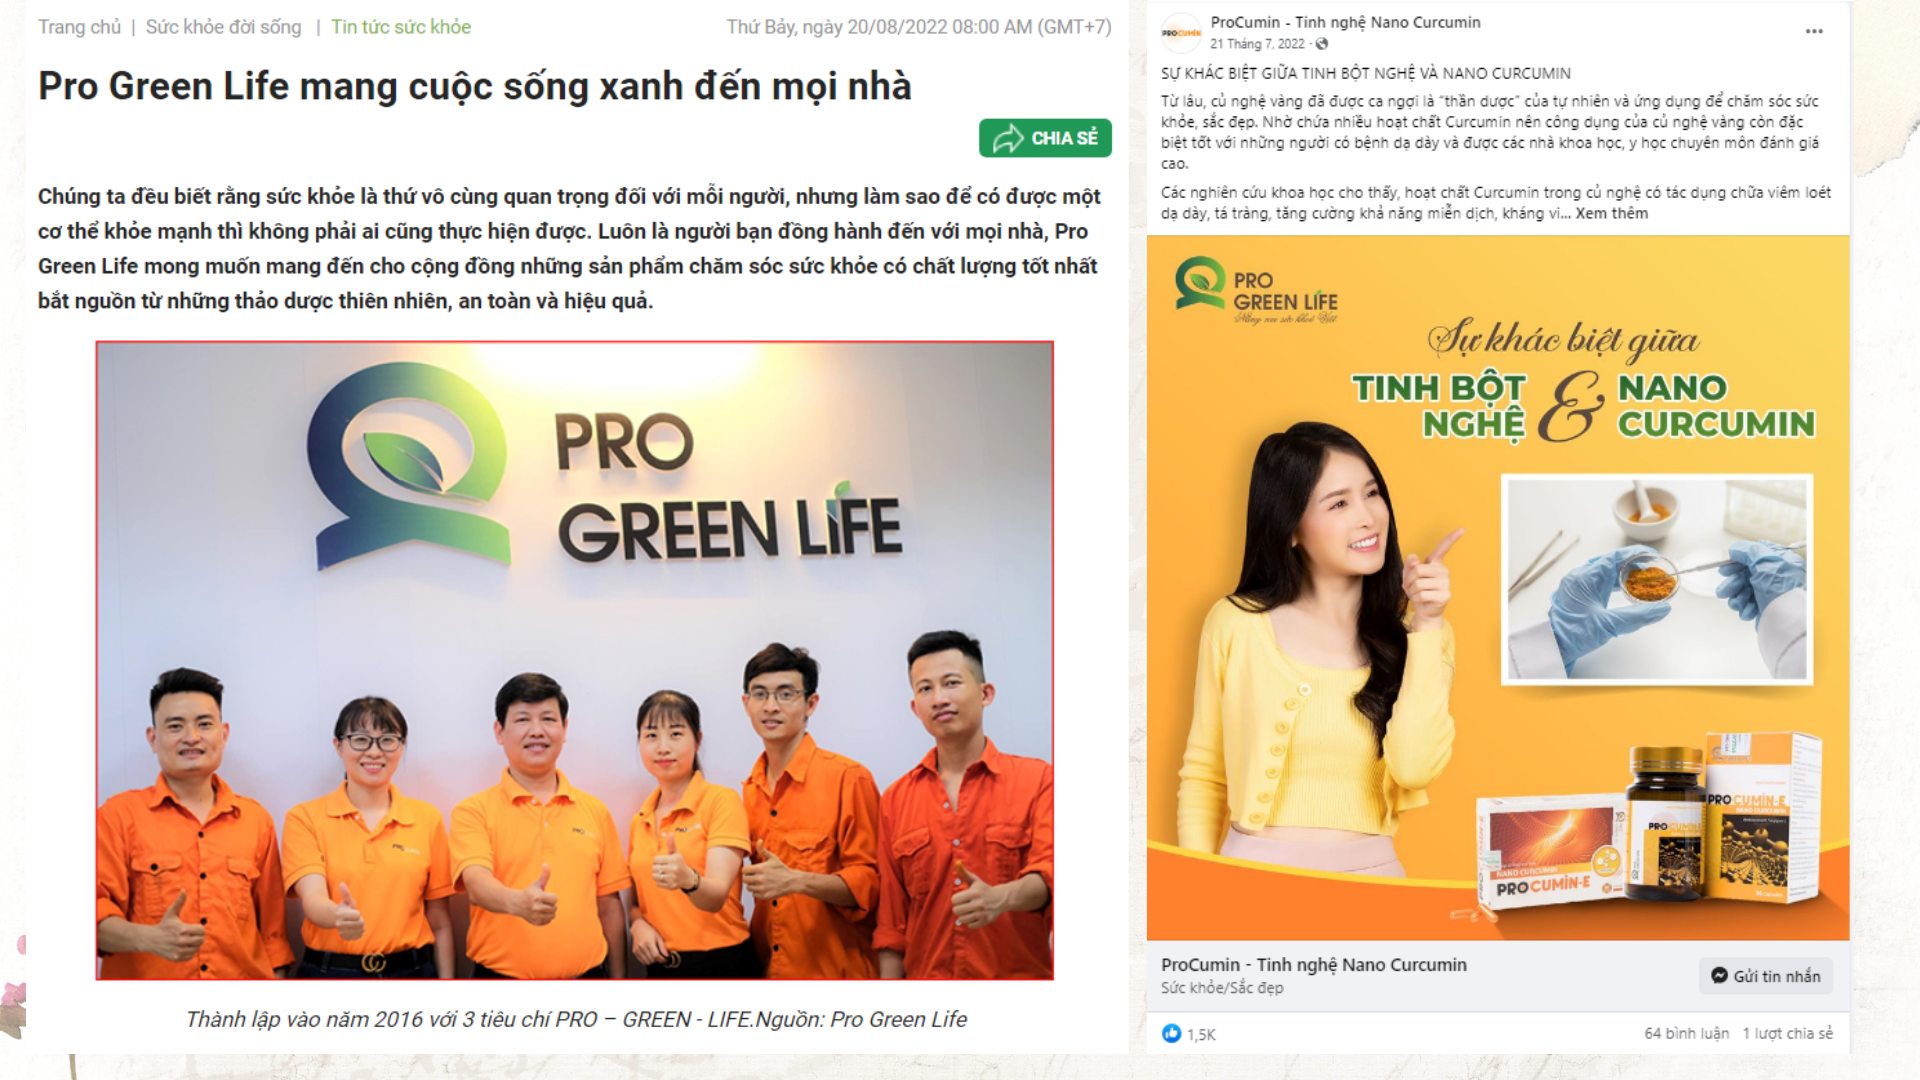 Trang chủ | Sức khỏe đời sống | Tin tức sức khỏe
Thứ Bảy, ngày 20/08/2022 08:00 AM (GMT+7)
Pro Green Life mang cuộc sống xanh đến mọi nhà
CHIA SẺ
Chúng ta đều biết rằng sức khỏe là thứ vô cùng quan trọng đối với mỗi người, nhưng làm sao để có được một
cơ thể khỏe mạnh thì không phải ai cũng thực hiện được. Luôn là người bạn đồng hành đến với mọi nhà, Pro
Green Life mong muốn mang đến cho cộng đồng những sản phẩm chăm sóc sức khỏe có chất lượng tốt nhất
bắt nguồn từ những thảo dược thiên nhiên, an toàn và hiệu quả.
PRO
GREEN LIFE
Thành lập vào năm 2016 với 3 tiêu chí PRO – GREEN - LIFE.Nguồn: Pro Green Life
PROCUMIN
ProCumin - Tinh nghệ Nano Curcumin
21 Tháng 7, 2022 ·
SỰ KHÁC BIỆT GIỮA TINH BỘT NGHỆ VÀ NANO CURCUMIN
Từ lâu, củ nghệ vàng đã được ca ngợi là "thần dược" của tự nhiên và ứng dụng để chăm sóc sức
khỏe, sắc đẹp. Nhờ chứa nhiều hoạt chất Curcumin nên công dụng của củ nghệ vàng còn đặc
biệt tốt với những người có bệnh dạ dày và được các nhà khoa học, y học chuyên môn đánh giá
cao.
Các nghiên cứu khoa học cho thấy, hoạt chất Curcumin trong củ nghệ có tác dụng chữa viêm loét
dạ dày, tá tràng, tăng cường khả năng miễn dịch, kháng vi... Xem thêm
PRO
GREEN LIFE
Nâng cao sức khoẻ Việt
Sự khác biệt giữa
TINH BỘT NGHỆ & NANO CURCUMIN
PRO CUMIN-E
NANO CURCUMIN
NANO CURCUMIN
PRO CUMIN-E
ProCumin - Tinh nghệ Nano Curcumin
Sức khỏe/Sắc đẹp
Gửi tin nhắn
1,5K
64 bình luận 1 lượt chia sẻ